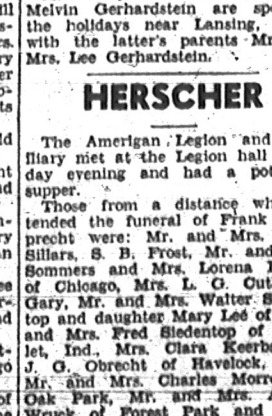 Melvin Gerhardstein are sp
the holidays near Lansing,
with the latter's parents Mr
Mrs. Lee Gerhardstein.
HERSCHER
The American Legion and
iliary met at the Legion hall
day evening and had a pot
supper.
Those from a distance wh
tended the funeral of Frank
precht were: Mr. and Mrs.
Sillars, S. B. Frost, Mr. and
Sommers and Mrs. Lorena
of Chicago, Mrs. L. G. Cut
Gary, Mr. and Mrs. Walter S
top and daughter Mary Lee of
and Mrs. Fred Siedentop of
let, Ind., Mrs. Clara Keerb
J. G. Obrecht of Havelock,
Mr. and Mrs. Charles Morr
of Oak Park, Mr. and Mrs.
of Forest Park and